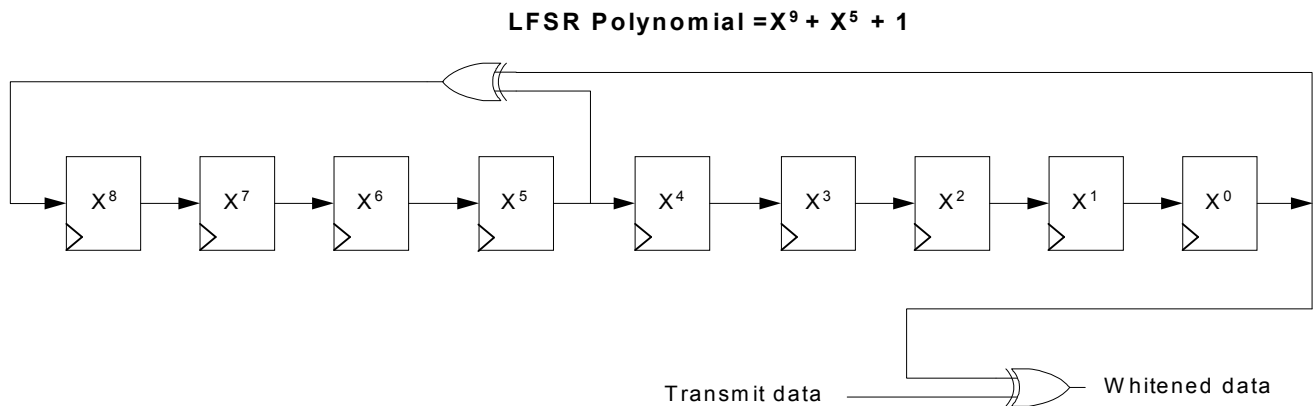 LFSR Polynomial =X⁹ + X⁵ + 1
X⁸ X⁷ X⁶ X⁵ X⁴ X³ X² X¹ X⁰
Transmit data
Whitened data